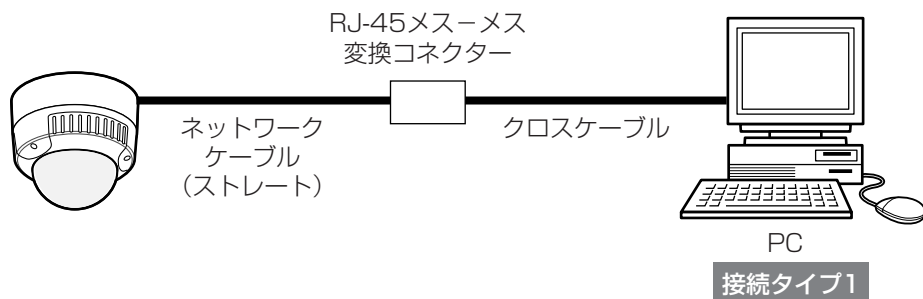 RJ-45メス−メス
変換コネクター
ネットワーク
ケーブル
（ストレート）
クロスケーブル
PC
接続タイプ1